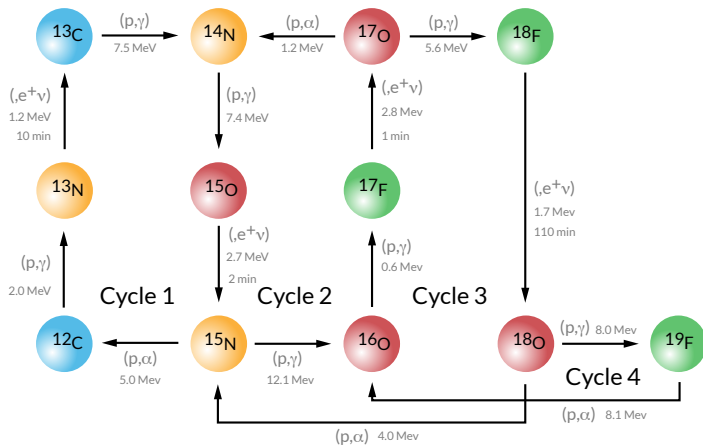 ¹³C
(p,γ)
7.5 MeV
¹⁴N
(p,α)
1.2 MeV
¹⁷O
(p,γ)
5.6 MeV
¹⁸F
(,e⁺ν)
1.2 MeV
10 min
(p,γ)
7.4 MeV
(,e⁺ν)
2.8 Mev
1 min
¹³N
¹⁵O
¹⁷F
(,e⁺ν)
1.7 Mev
110 min
(p,γ)
2.0 MeV
(,e⁺ν)
2.7 MeV
2 min
(p,γ)
0.6 Mev
Cycle 1
Cycle 2
Cycle 3
¹²C
(p,α)
5.0 Mev
¹⁵N
(p,γ)
12.1 Mev
¹⁶O
¹⁸O
(p,γ) 8.0 Mev
¹⁹F
Cycle 4
(p,α) 8.1 Mev
(p,α) 4.0 Mev